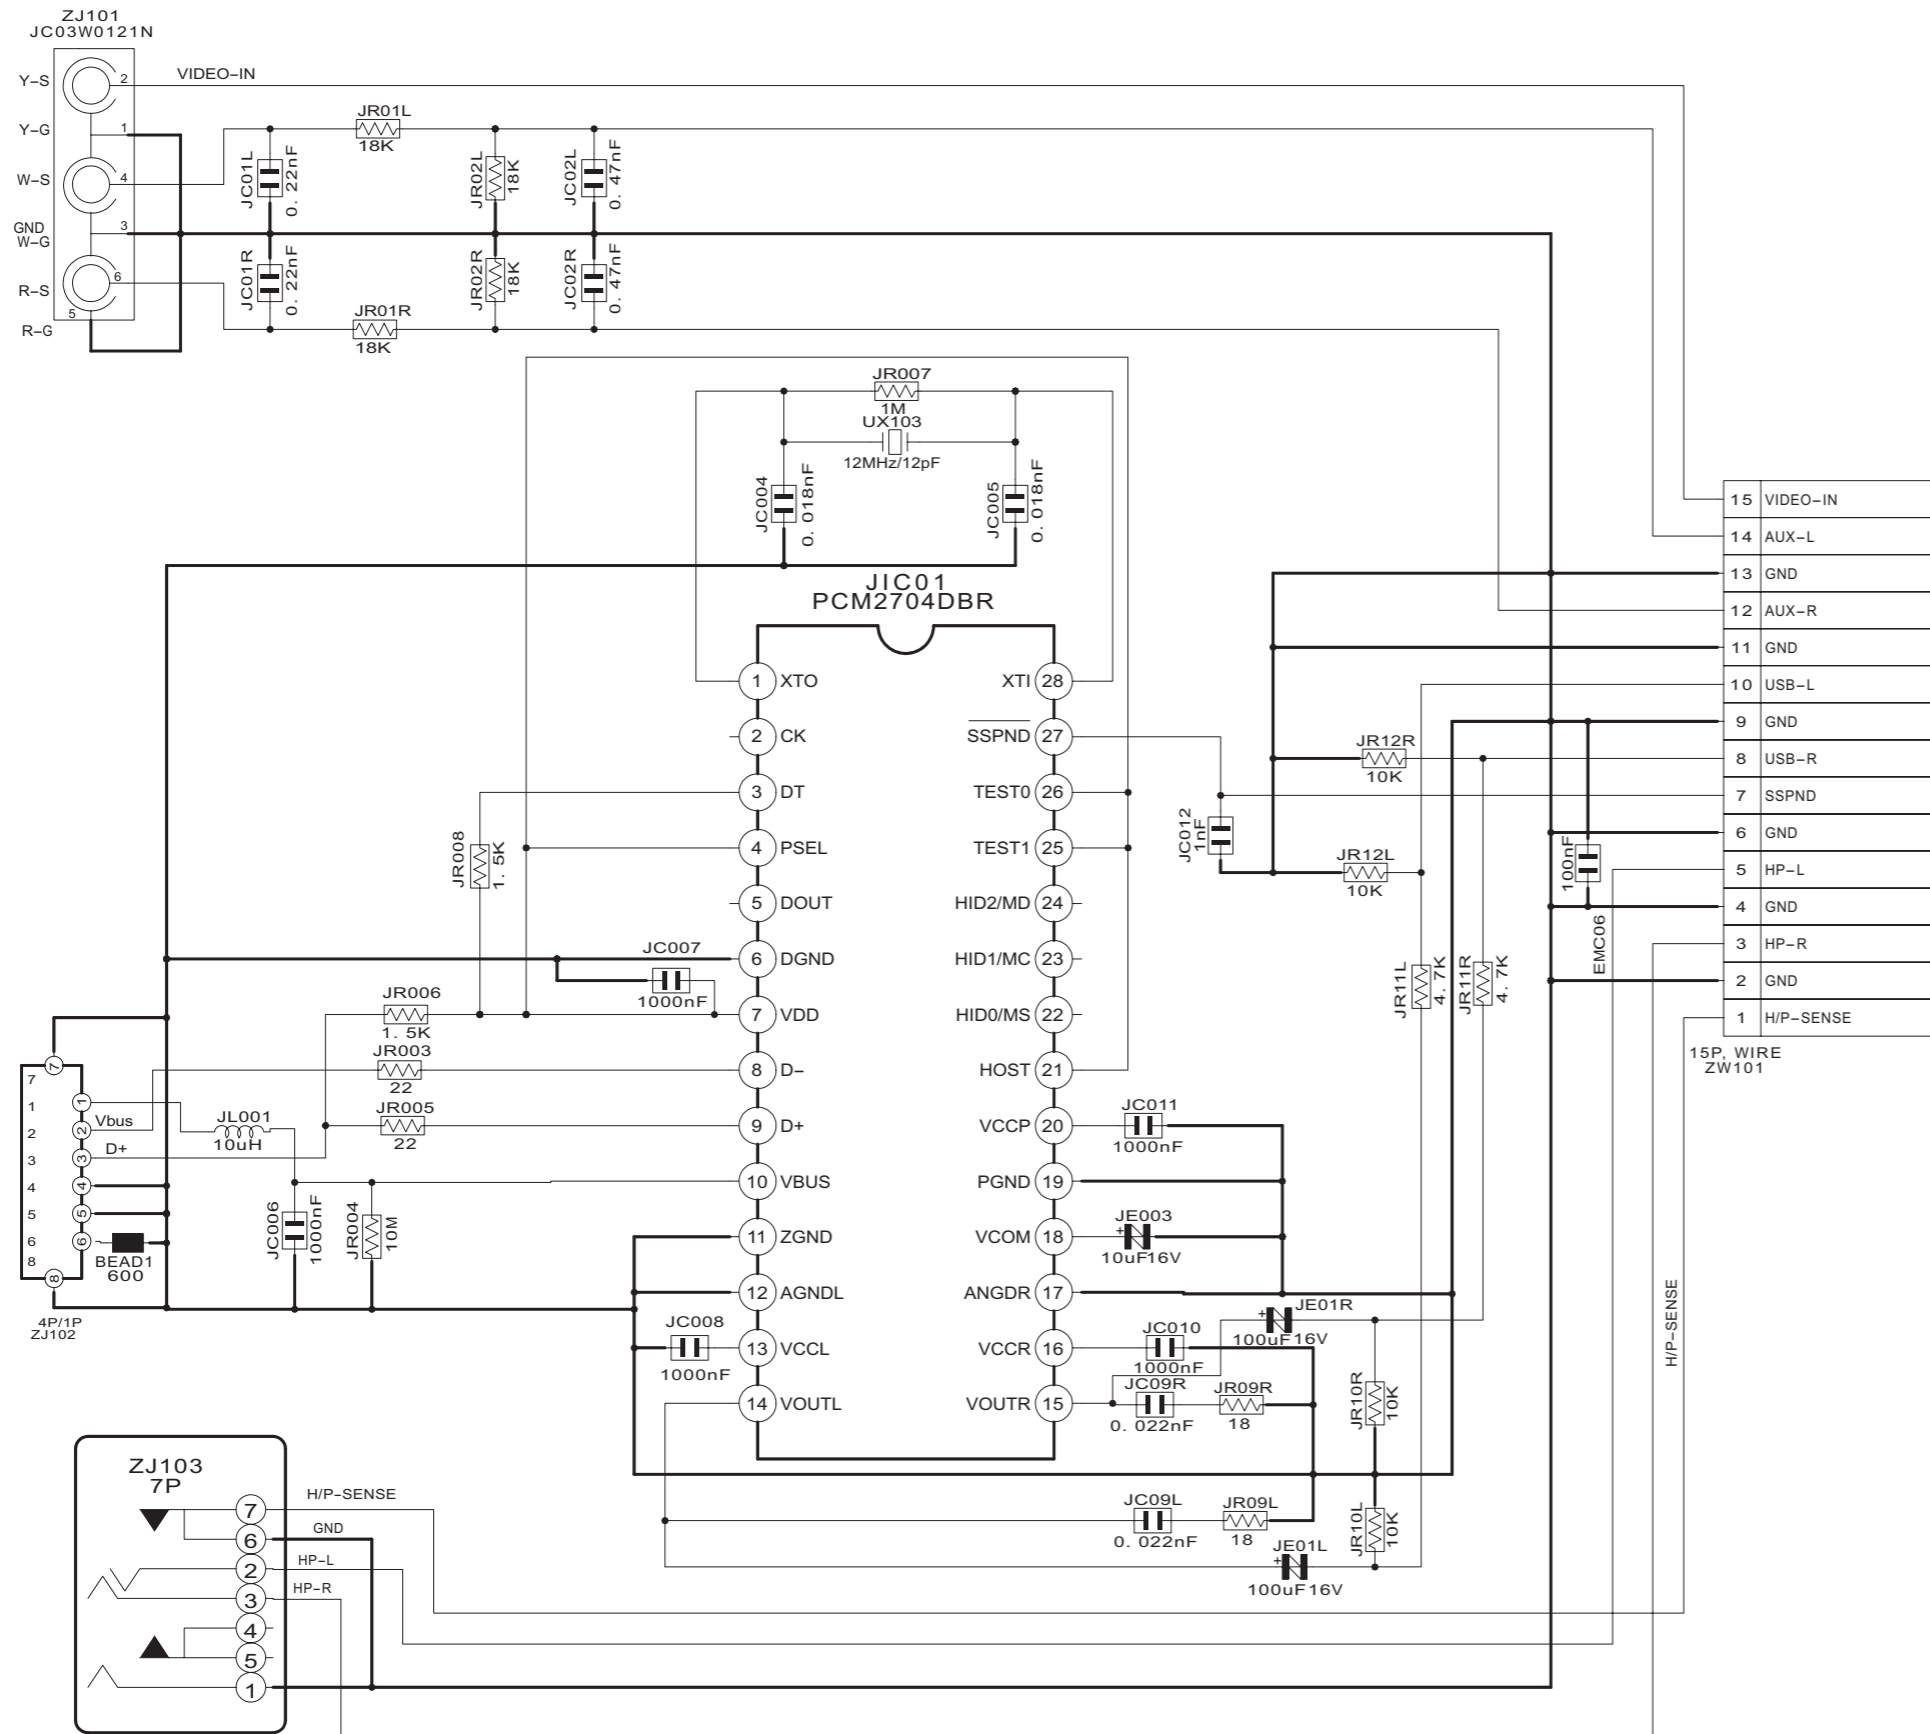 ZJ101
JC03W0121N
Y-S
2
VIDEO-IN
Y-G
1
W-S
4
GND
W-G
3
R-S
6
R-G
5
JR01L
18K
JC01L
0.22nF
JR02L
18K
JC02L
0.47nF
JC01R
0.22nF
JR02R
18K
JC02R
0.47nF
JR01R
18K
JR007
1M
UX103
12MHz/12pF
JC004
0.018nF
JC005
0.018nF
JIC01
PCM2704DBR
1 XTO
2 CK
3 DT
4 PSEL
5 DOUT
6 DGND
7 VDD
8 D-
9 D+
10 VBUS
11 ZGND
12 AGNDL
13 VCCL
14 VOUTL
XTI 28
SSPND 27
TEST0 26
TEST1 25
HID2/MD 24
HID1/MC 23
HID0/MS 22
HOST 21
VCCP 20
PGND 19
VCOM 18
ANGDR 17
VCCR 16
VOUTR 15
JR008
1.5K
JC007
1000nF
JR006
1.5K
JR003
22
JR005
22
7
1
2
3
4
5
6
8
7
1
2
3
4
5
6
8
Vbus
D+
JL001
10uH
BEAD1
600
4P/1P
ZJ102
JC006
1000nF
JR004
10M
JC008
1000nF
JC011
1000nF
JE003
+
10uF16V
JE01R
+
100uF16V
JC010
1000nF
JC09R
0.022nF
JR09R
18
JR10R
10K
JC09L
0.022nF
JR09L
18
JR10L
10K
JE01L
+
100uF16V
JC012
1nF
JR12R
10K
JR12L
10K
JR11L
4.7K
JR11R
4.7K
100nF
EMC06
H/P-SENSE
15 VIDEO-IN
14 AUX-L
13 GND
12 AUX-R
11 GND
10 USB-L
9 GND
8 USB-R
7 SSPND
6 GND
5 HP-L
4 GND
3 HP-R
2 GND
1 H/P-SENSE
15P, WIRE
ZW101
ZJ103
7P
7 H/P-SENSE
6 GND
2 HP-L
3 HP-R
4
5
1